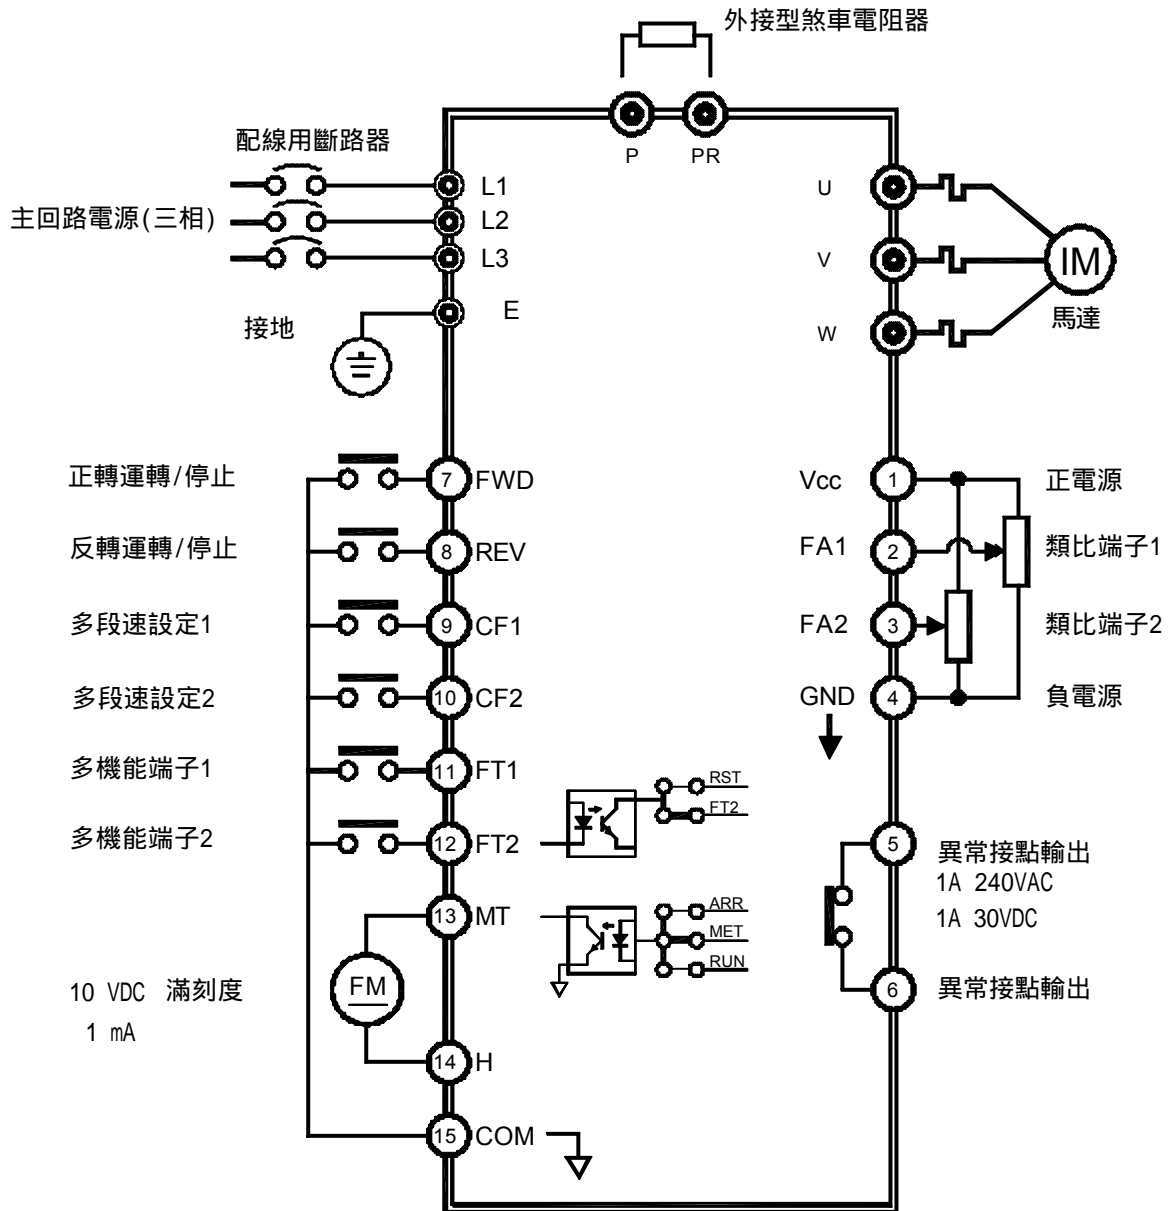 外接型煞車電阻器
P
PR
配線用斷路器
L1
主回路電源(三相)
L2
L3
接地
E
U
V
W
IM
馬達
正轉運轉/停止
7
FWD
反轉運轉/停止
8
REV
多段速設定1
9
CF1
多段速設定2
10
CF2
多機能端子1
11
FT1
多機能端子2
12
FT2
13
MT
FM
10 VDC 滿刻度
1 mA
14
H
15
COM
RST
FT2
ARR
MET
RUN
Vcc
1
正電源
FA1
2
類比端子1
FA2
3
類比端子2
GND
4
負電源
5
異常接點輸出
1A 240VAC
1A 30VDC
6
異常接點輸出